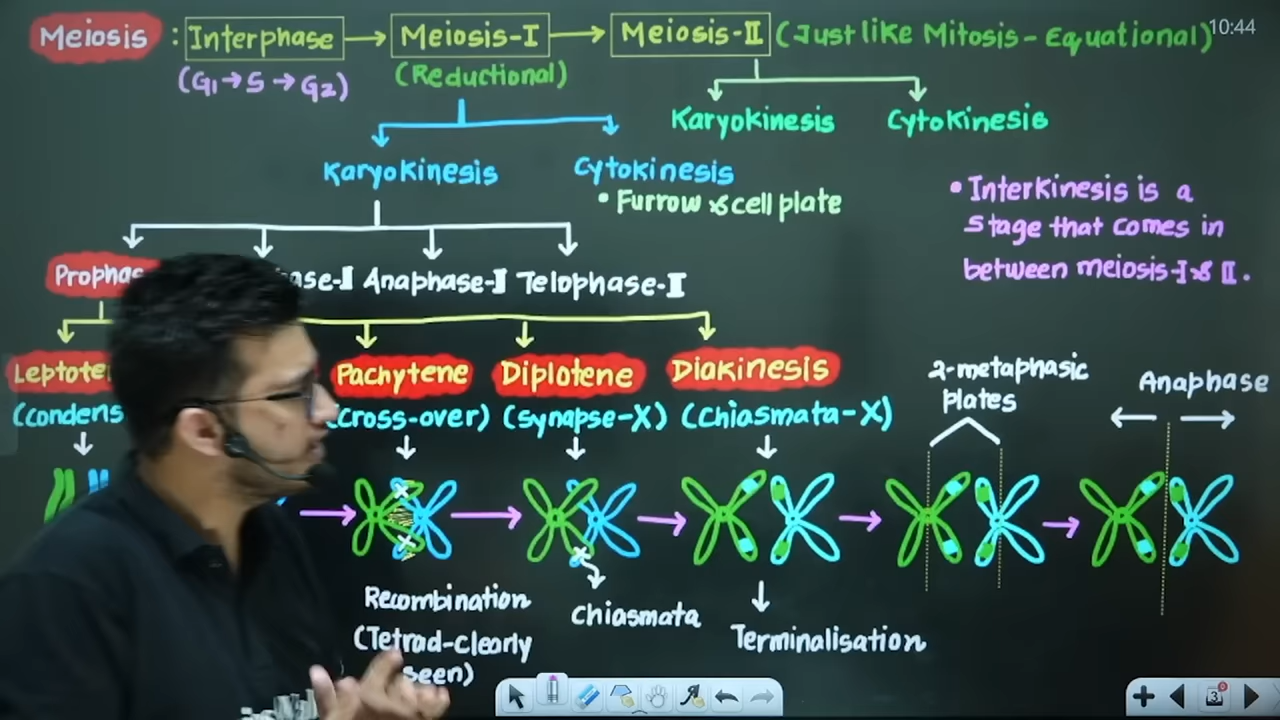 Meiosis : Interphase → Meiosis-I → Meiosis-II (Just like Mitosis - Equational) 10:44
(G1→S→G2) (Reductional)
Karyokinesis Cytokinesis
Karyokinesis Cytokinesis
• Furrow & cell plate
• Interkinesis is a
stage that comes in
between meiosis-I & II.
Anaphase-I Telophase-I
Pachytene Diplotene Diakinesis
(cross-over) (synapse-X) (chiasmata-X)
2-metaphasic
plates
Anaphase
Recombination
(Tetrad-clearly
seen)
Chiasmata
Terminalisation
3